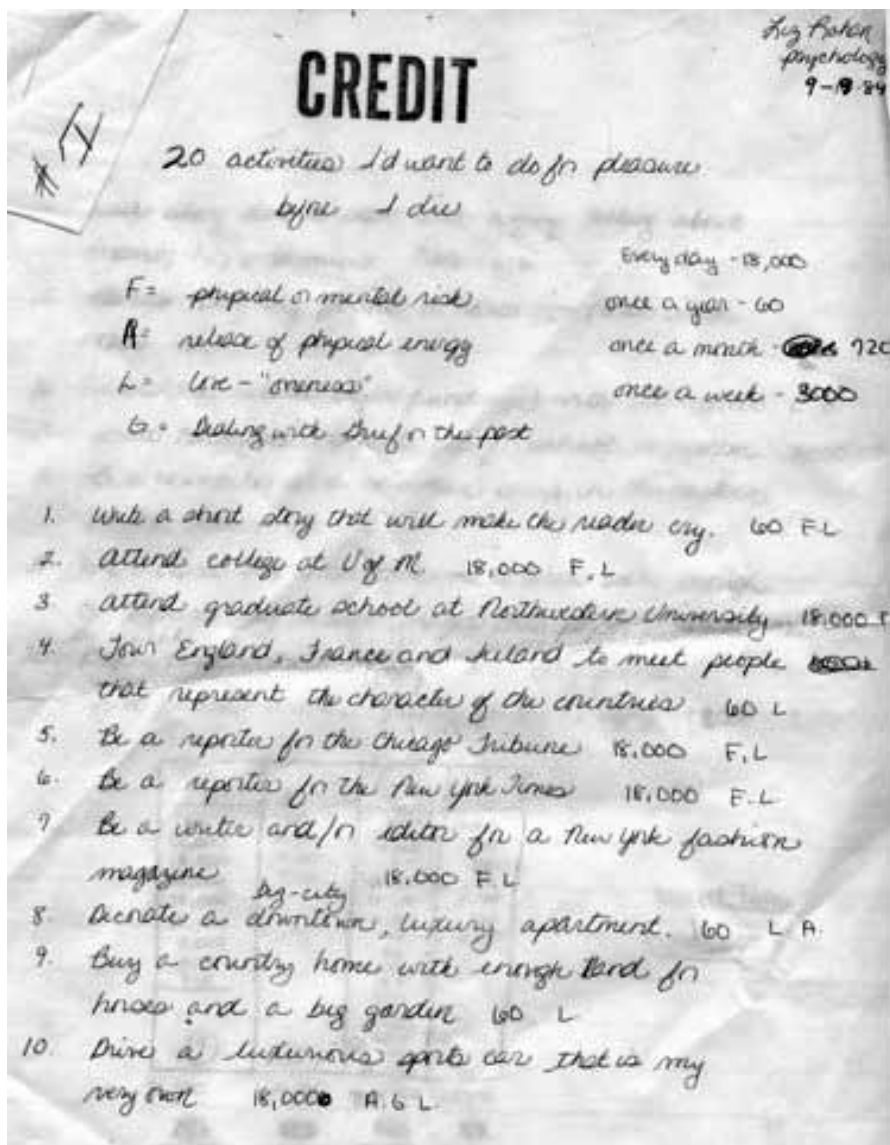 Liz Rohan
Psychology
9-19-84
CREDIT
# I
20 activities I'd want to do for pleasure
before I die
Every day - 18,000
F = physical or mental risk
once a year - 60
A = release of physical energy
once a month - 720
L = Love - "oneness"
once a week - 3000
G = Dealing with Grief or the past
1. Write a short story that will make the reader cry. 60 F L
2. Attend college at U of M. 18,000 F, L
3 Attend graduate school at Northwestern University 18,000 F
4. Tour England, France and Ireland to meet people
that represent the character of the countries 60 L
5. Be a reporter for the Chicago Tribune 18,000 F, L
6. Be a reporter for the New York Times 18,000 F. L
7 Be a writer and/or editor for a New York fashion
magazine 18,000 F, L
big-city
8. Decorate a downtown, luxury apartment. 60 L A.
9. Buy a country home with enough land for
horses and a big garden 60 L
10. Drive a luxurious sports car that is my
very own 18,000 A. G L.